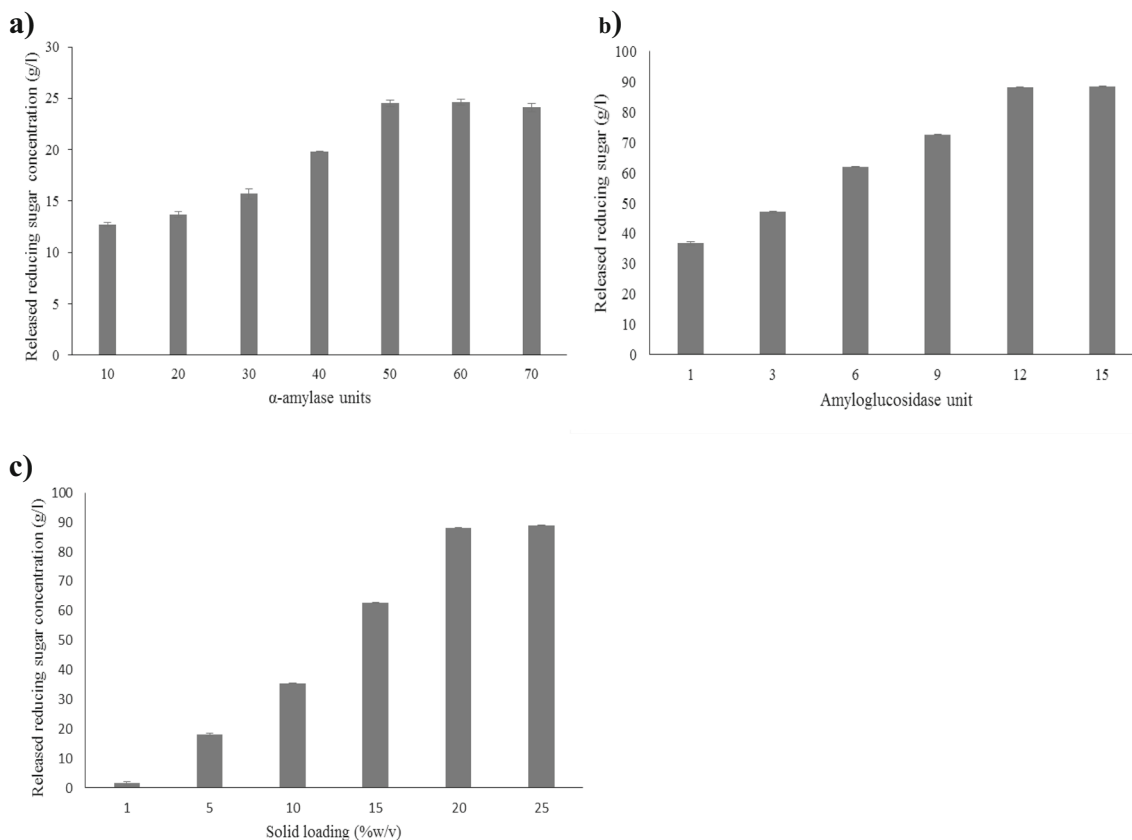 a)
Released reducing sugar concentration (g/l)
30
25
20
15
10
5
0
10 20 30 40 50 60 70
α-amylase units
b)
Released reducing sugar (g/l)
100
90
80
70
60
50
40
30
20
10
0
1 3 6 9 12 15
Amyloglucosidase unit
c)
Released reducing sugar concentration (g/l)
100
90
80
70
60
50
40
30
20
10
0
1 5 10 15 20 25
Solid loading (%w/v)